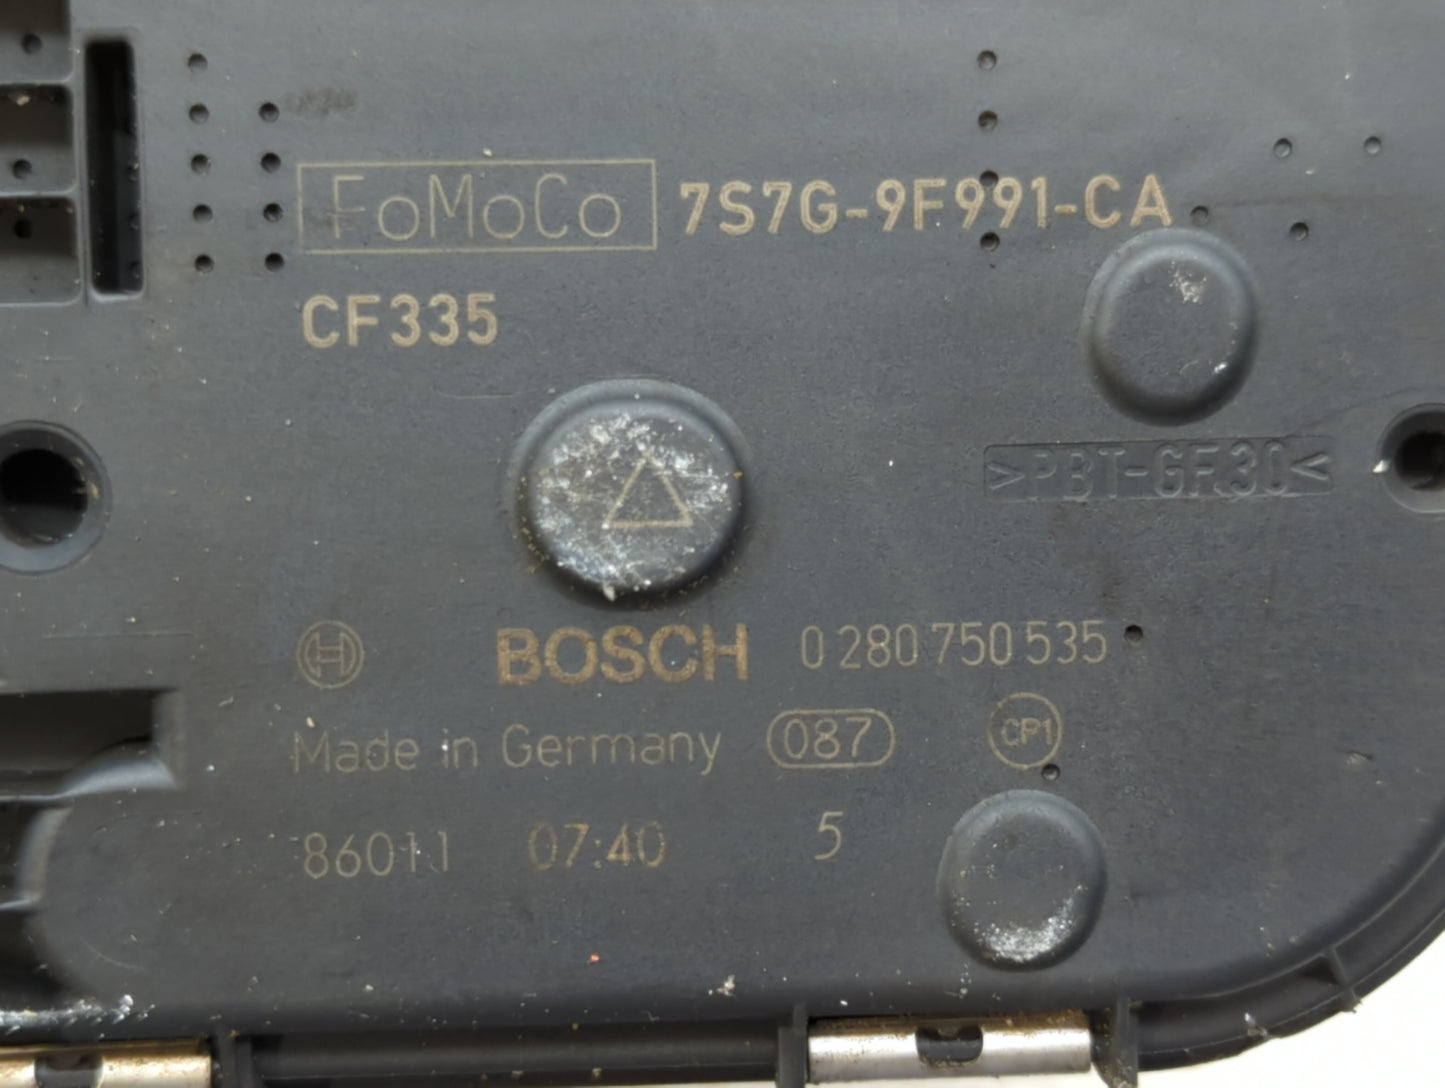 FoMoCo 7S7G-9F991-CA
CF335
>PBT-GF30<
BOSCH 0 280 750 535
Made in Germany 087 CP1
86011 07:40 5